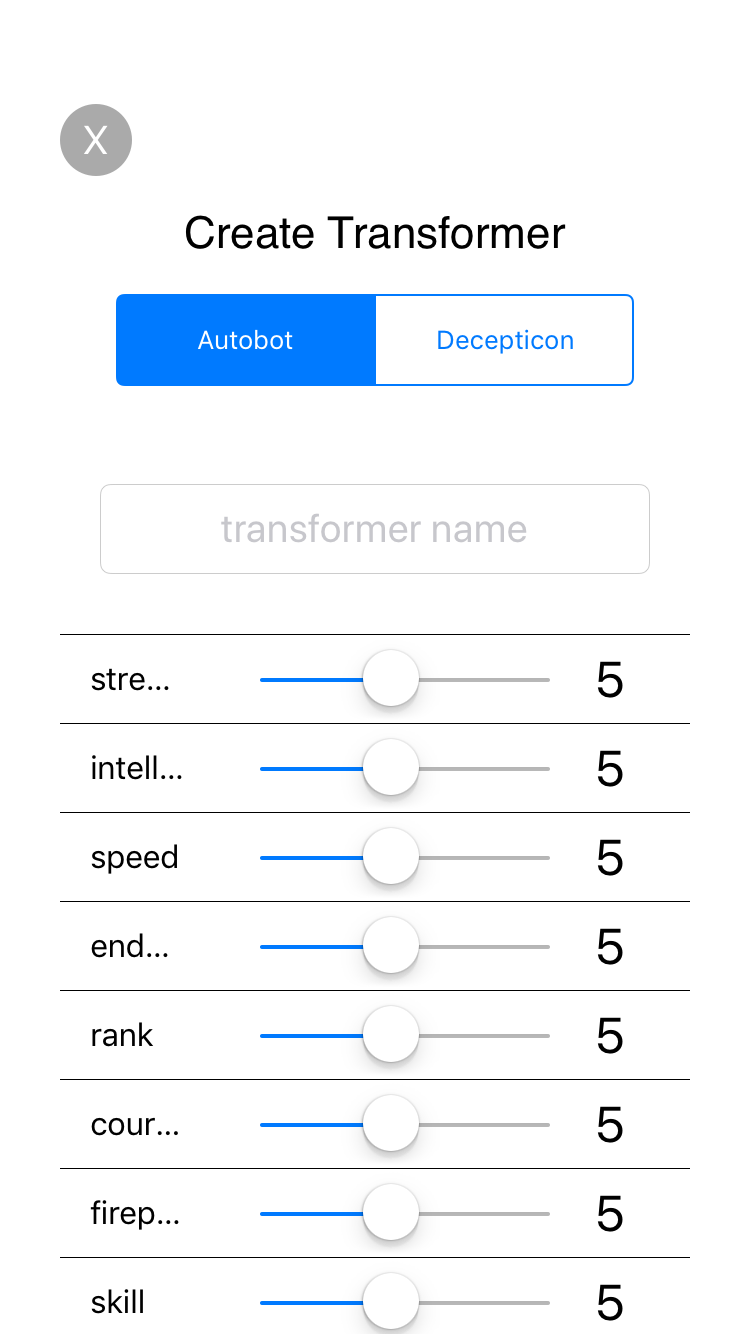 X
Create Transformer
Autobot Decepticon
transformer name
stre... 5
intell... 5
speed 5
end... 5
rank 5
cour... 5
firep... 5
skill 5